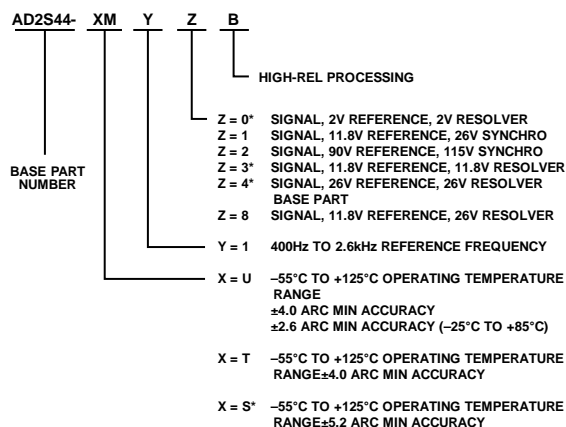 AD2S44- XM Y Z B
HIGH-REL PROCESSING
Z = 0* SIGNAL, 2V REFERENCE, 2V RESOLVER
Z = 1 SIGNAL, 11.8V REFERENCE, 26V SYNCHRO
Z = 2 SIGNAL, 90V REFERENCE, 115V SYNCHRO
Z = 3* SIGNAL, 11.8V REFERENCE, 11.8V RESOLVER
Z = 4* SIGNAL, 26V REFERENCE, 26V RESOLVER
BASE PART
Z = 8 SIGNAL, 11.8V REFERENCE, 26V RESOLVER
BASE PART
NUMBER
Y = 1 400Hz TO 2.6kHz REFERENCE FREQUENCY
X = U –55°C TO +125°C OPERATING TEMPERATURE
RANGE
±4.0 ARC MIN ACCURACY
±2.6 ARC MIN ACCURACY (–25°C TO +85°C)
X = T –55°C TO +125°C OPERATING TEMPERATURE
RANGE±4.0 ARC MIN ACCURACY
X = S* –55°C TO +125°C OPERATING TEMPERATURE
RANGE±5.2 ARC MIN ACCURACY